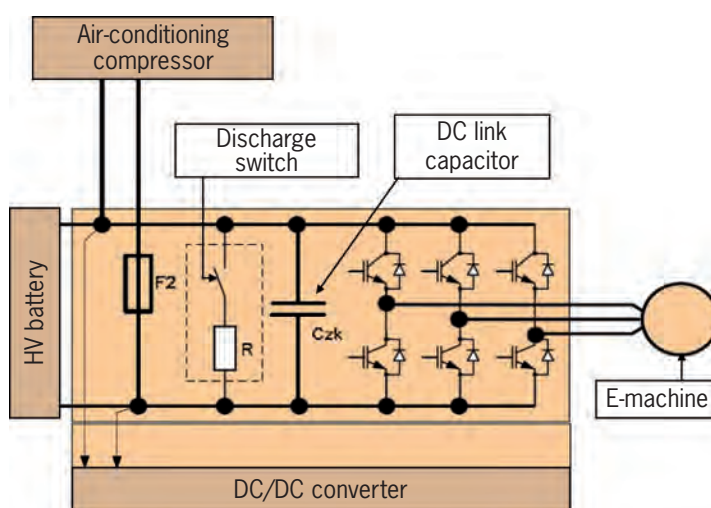 Air-conditioning
compressor
Discharge
switch
DC link
capacitor
HV battery
F2
R
Czk
E-machine
DC/DC converter